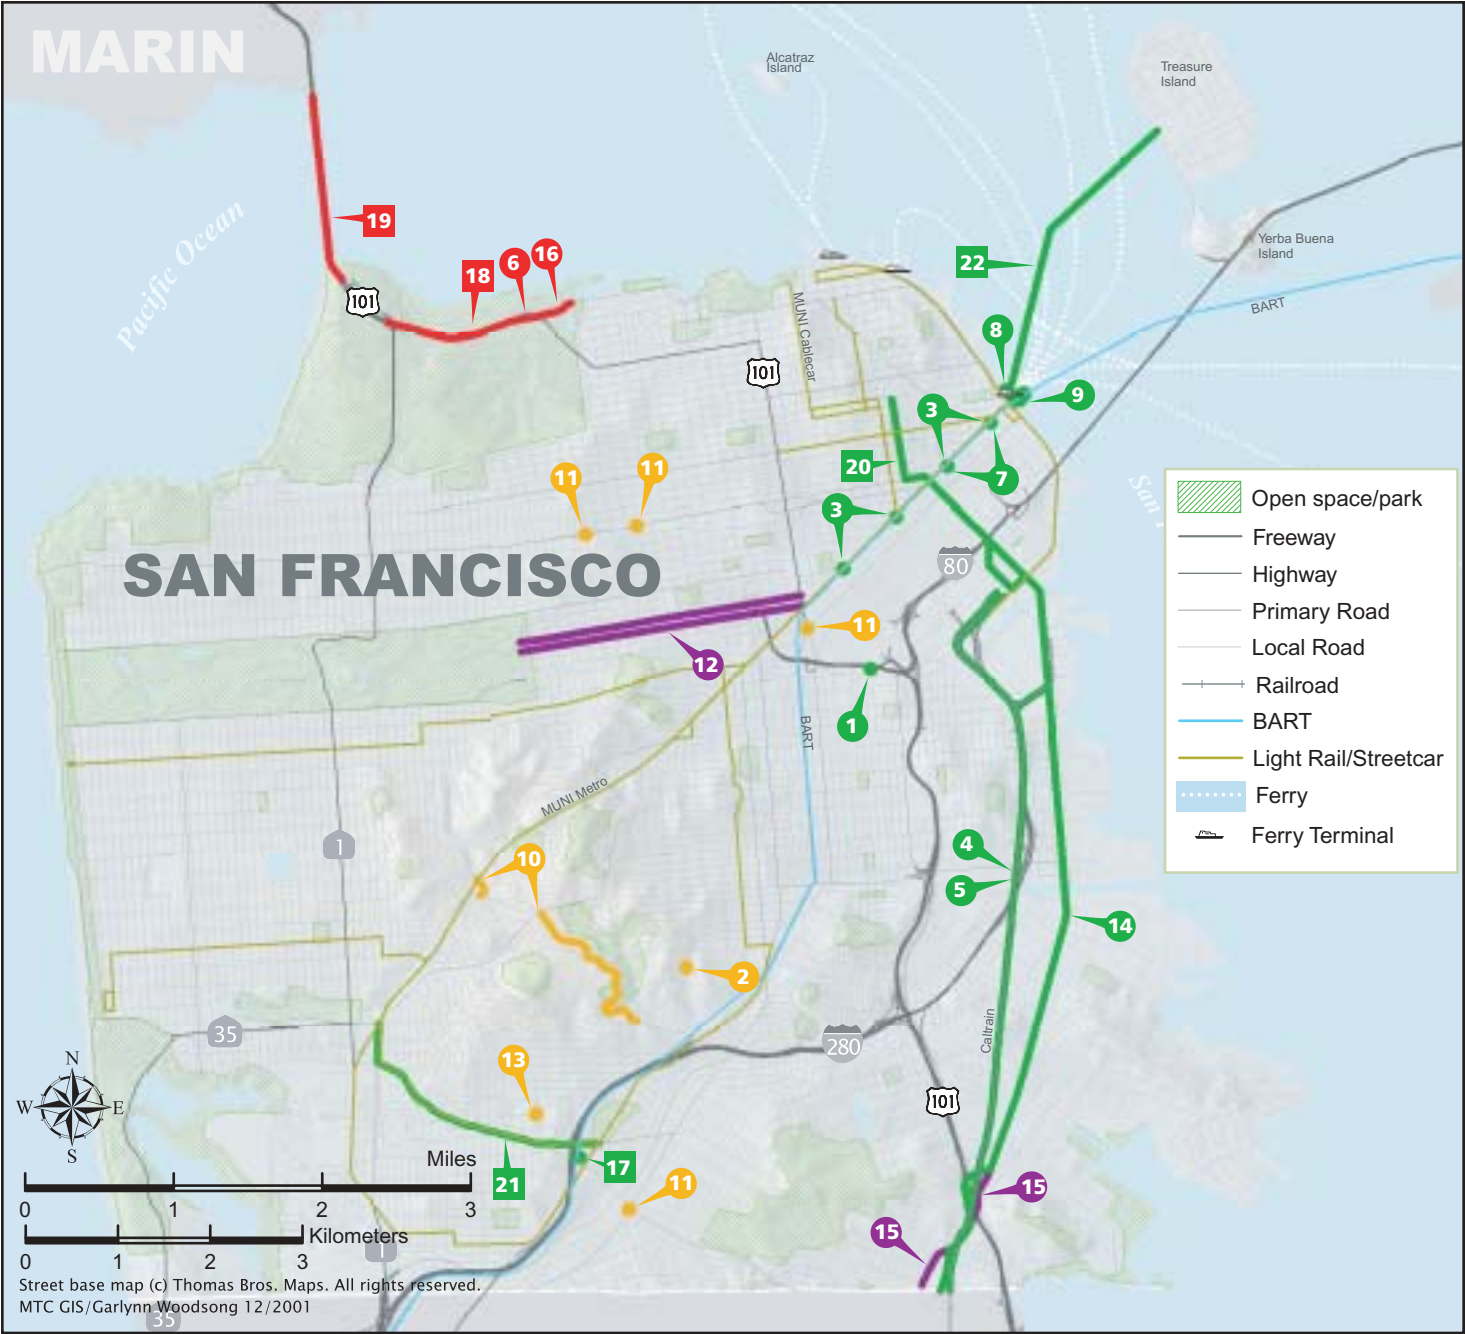 MARIN
Alcatraz
Island
Treasure
Island
Pacific Ocean
19
18
6
16
101
22
Yerba Buena
Island
BART
MUNI Cablecar
101
8
9
3
20
7
11
11
3
San
SAN FRANCISCO
80
11
12
1
BART
MUNI Metro
1
10
4
5
14
2
35
280
Caltrain
13
101
N
W
E
S
21
17
11
15
15
Miles
0
1
2
3
Kilometers
0
1
2
3
1
Street base map (c) Thomas Bros. Maps. All rights reserved.
MTC GIS/Garlynn Woodsong 12/2001
35
Open space/park
Freeway
Highway
Primary Road
Local Road
Railroad
BART
Light Rail/Streetcar
Ferry
Ferry Terminal